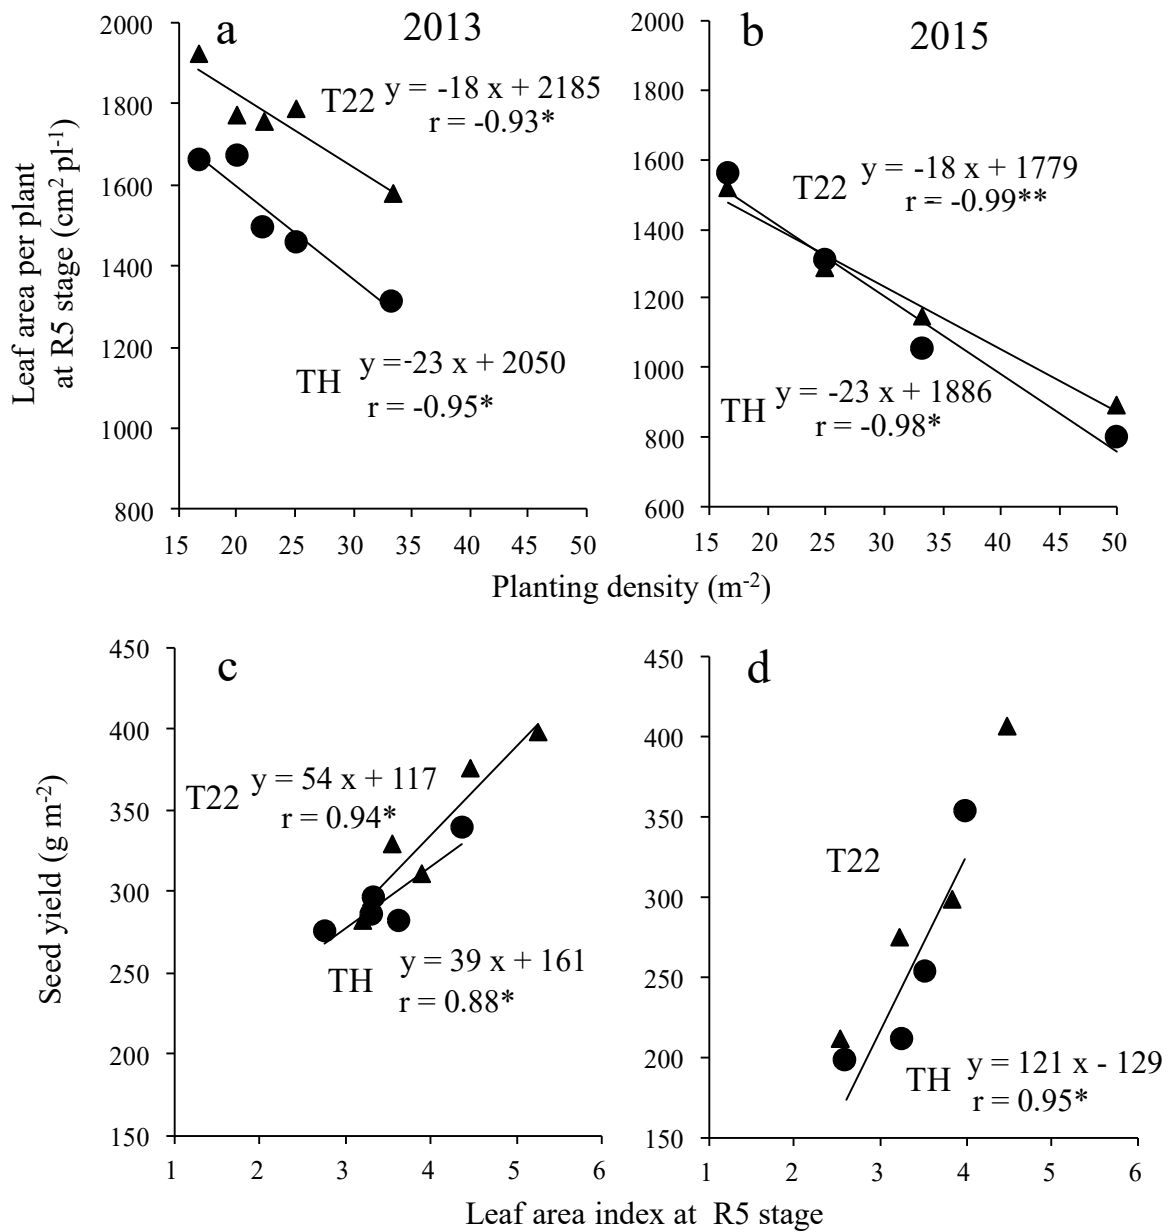 a
2013
T22
y = -18 x + 2185
r = -0.93*
TH
y =-23 x + 2050
r = -0.95*
2000
1800
1600
1400
1200
1000
800
15
20
25
30
35
40
45
50
Leaf area per plant
at R5 stage (cm² pl⁻¹)
b
2015
T22
y = -18 x + 1779
r = -0.99**
TH
y = -23 x + 1886
r = -0.98*
2000
1800
1600
1400
1200
1000
800
600
15
20
25
30
35
40
45
50
Planting density (m⁻²)
c
T22
y = 54 x + 117
r = 0.94*
TH
y = 39 x + 161
r = 0.88*
450
400
350
300
250
200
150
1
2
3
4
5
6
Seed yield (g m⁻²)
d
T22
TH
y = 121 x - 129
r = 0.95*
450
400
350
300
250
200
150
1
2
3
4
5
6
Leaf area index at R5 stage